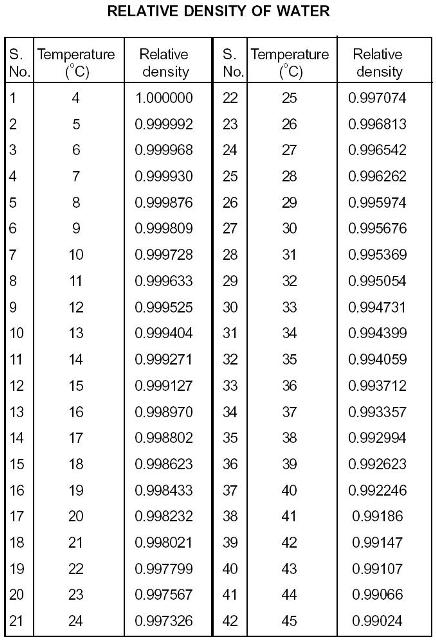 RELATIVE DENSITY OF WATER
S. No. Temperature (°C) Relative density S. No. Temperature (°C) Relative density
1 4 1.000000 22 25 0.997074
2 5 0.999992 23 26 0.996813
3 6 0.999968 24 27 0.996542
4 7 0.999930 25 28 0.996262
5 8 0.999876 26 29 0.995974
6 9 0.999809 27 30 0.995676
7 10 0.999728 28 31 0.995369
8 11 0.999633 29 32 0.995054
9 12 0.999525 30 33 0.994731
10 13 0.999404 31 34 0.994399
11 14 0.999271 32 35 0.994059
12 15 0.999127 33 36 0.993712
13 16 0.998970 34 37 0.993357
14 17 0.998802 35 38 0.992994
15 18 0.998623 36 39 0.992623
16 19 0.998433 37 40 0.992246
17 20 0.998232 38 41 0.99186
18 21 0.998021 39 42 0.99147
19 22 0.997799 40 43 0.99107
20 23 0.997567 41 44 0.99066
21 24 0.997326 42 45 0.99024